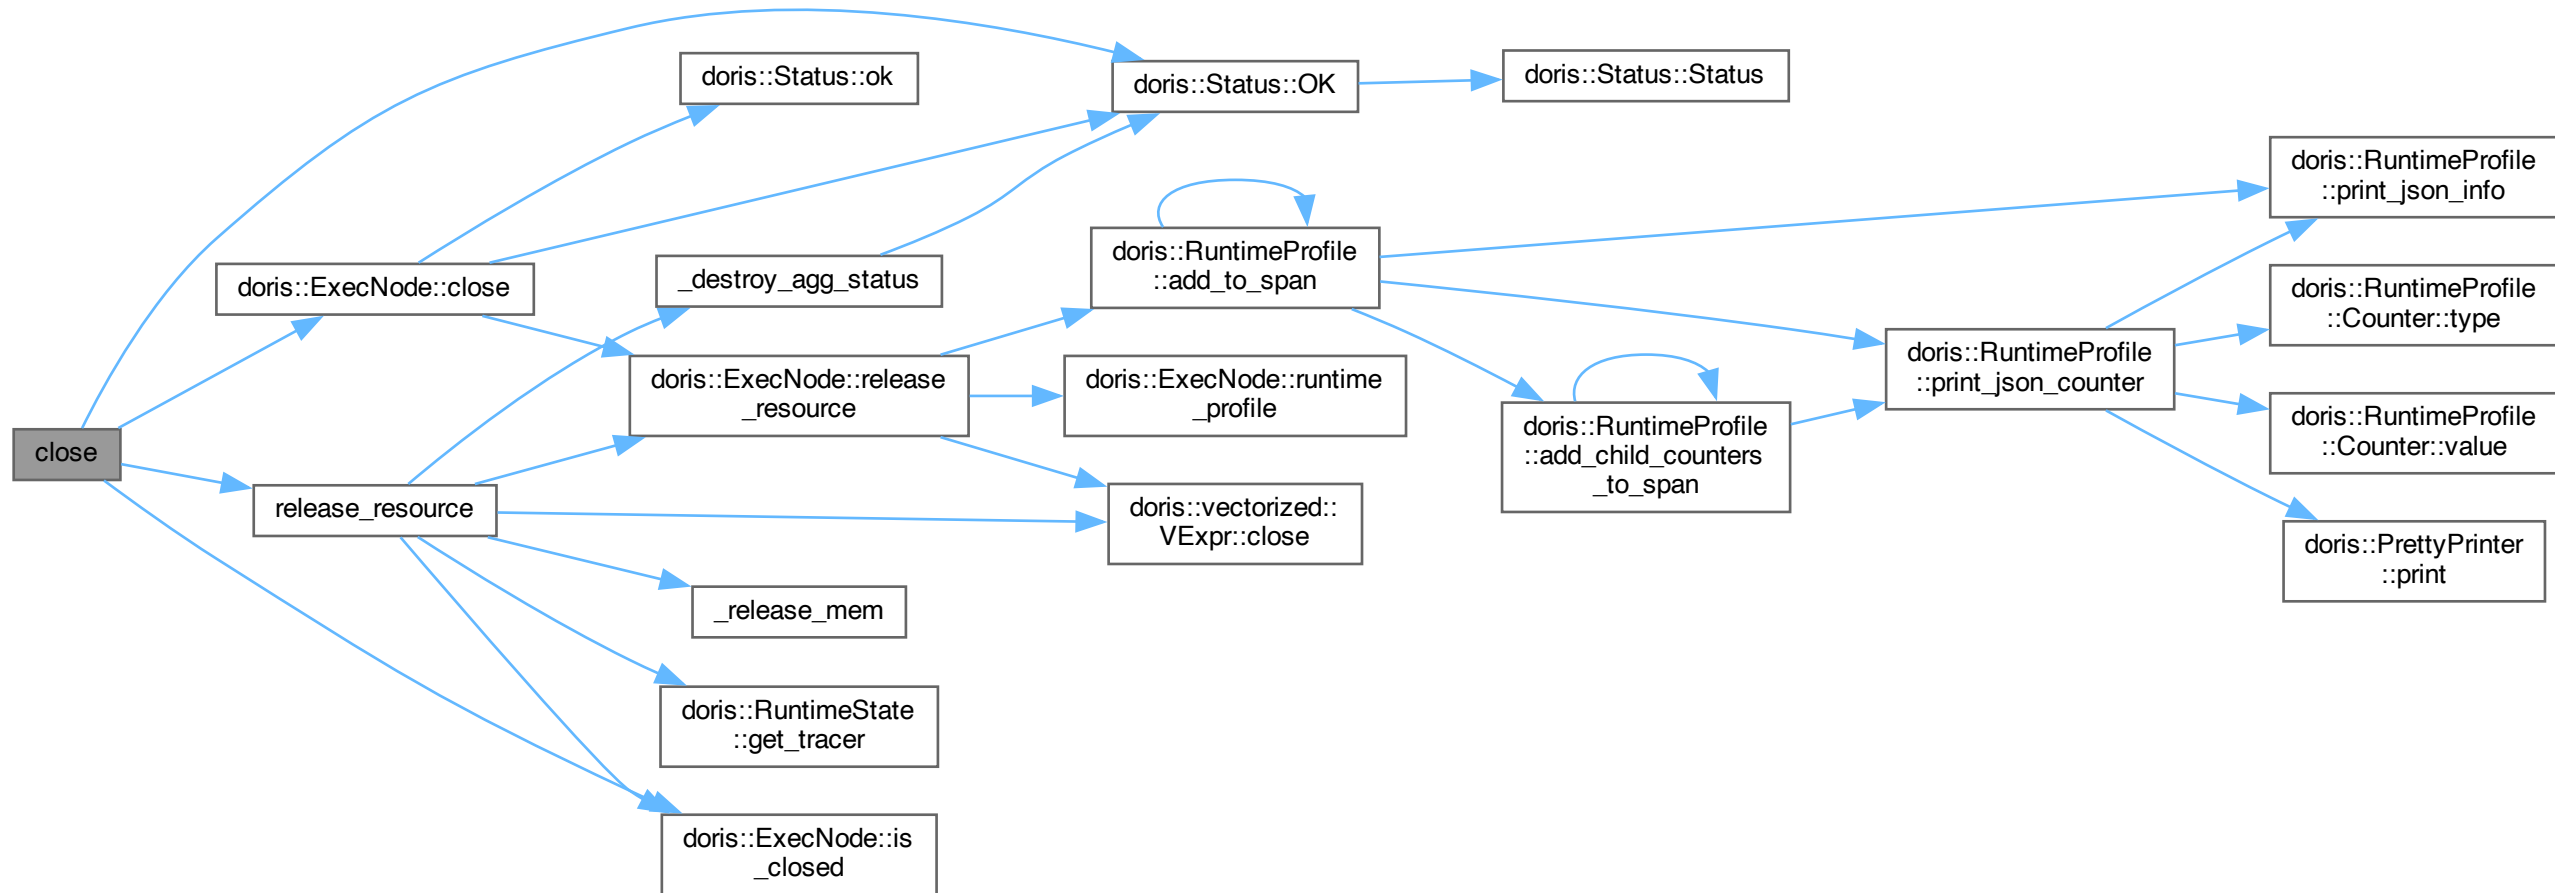 close
doris::ExecNode::close
release_resource
doris::Status::ok
_destroy_agg_status
doris::ExecNode::release
_resource
_release_mem
doris::RuntimeState
::get_tracer
doris::ExecNode::is
_closed
doris::Status::OK
doris::RuntimeProfile
::add_to_span
doris::ExecNode::runtime
_profile
doris::vectorized::
VExpr::close
doris::Status::Status
doris::RuntimeProfile
::add_child_counters
_to_span
doris::RuntimeProfile
::print_json_counter
doris::RuntimeProfile
::print_json_info
doris::RuntimeProfile
::Counter::type
doris::RuntimeProfile
::Counter::value
doris::PrettyPrinter
::print